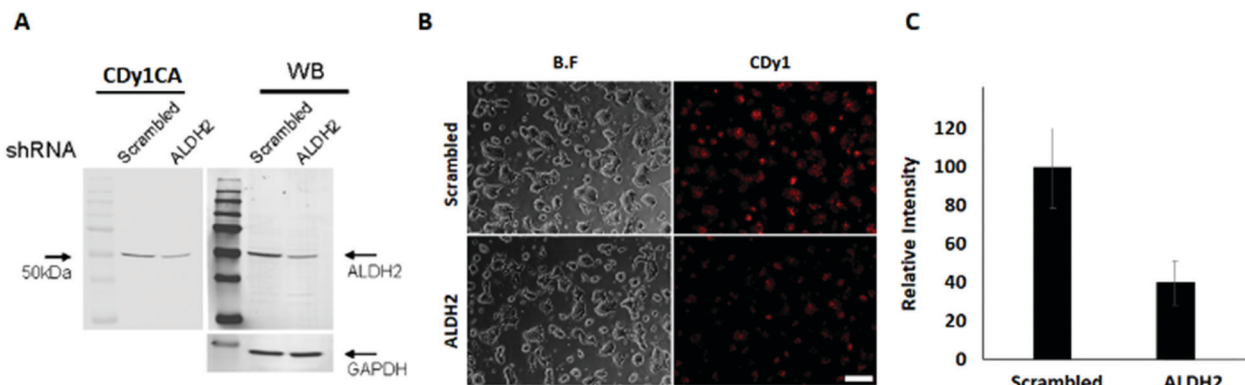 A
CDy1CA
WB
shRNA
Scrambled
ALDH2
Scrambled
ALDH2
50kDa
ALDH2
GAPDH
B
B.F
CDy1
Scrambled
ALDH2
C
Relative Intensity
120
100
80
60
40
20
0
Scrambled
ALDH2